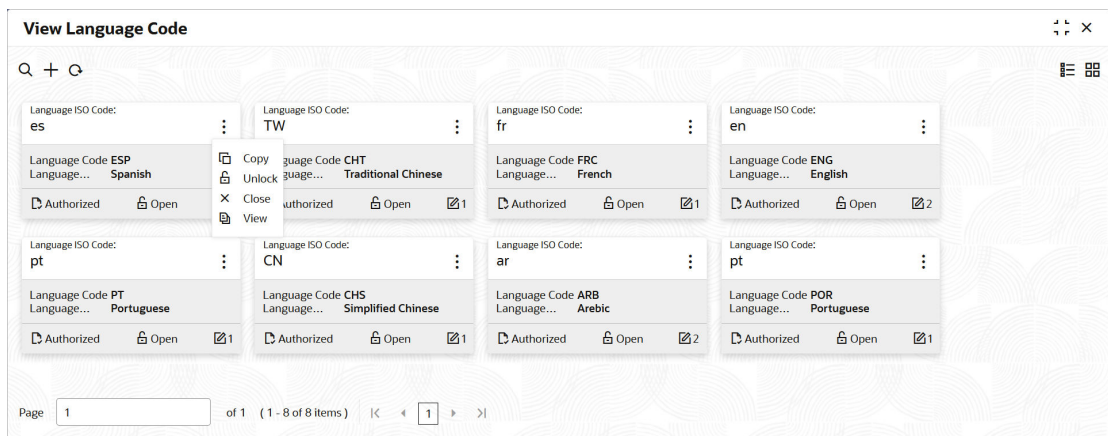 View Language Code
Language ISO Code:
es
Language Code ESP
Language... Spanish
Authorized Open
Copy
Unlock
Close
View
Language ISO Code:
TW
guage Code CHT
guage... Traditional Chinese
uthorized Open 1
Language ISO Code:
fr
Language Code FRC
Language... French
Authorized Open 1
Language ISO Code:
en
Language Code ENG
Language... English
Authorized Open 2
Language ISO Code:
pt
Language Code PT
Language... Portuguese
Authorized Open 1
Language ISO Code:
CN
Language Code CHS
Language... Simplified Chinese
Authorized Open 1
Language ISO Code:
ar
Language Code ARB
Language... Arebic
Authorized Open 2
Language ISO Code:
pt
Language Code POR
Language... Portuguese
Authorized Open 1
Page 1 of 1 (1 - 8 of 8 items) 1